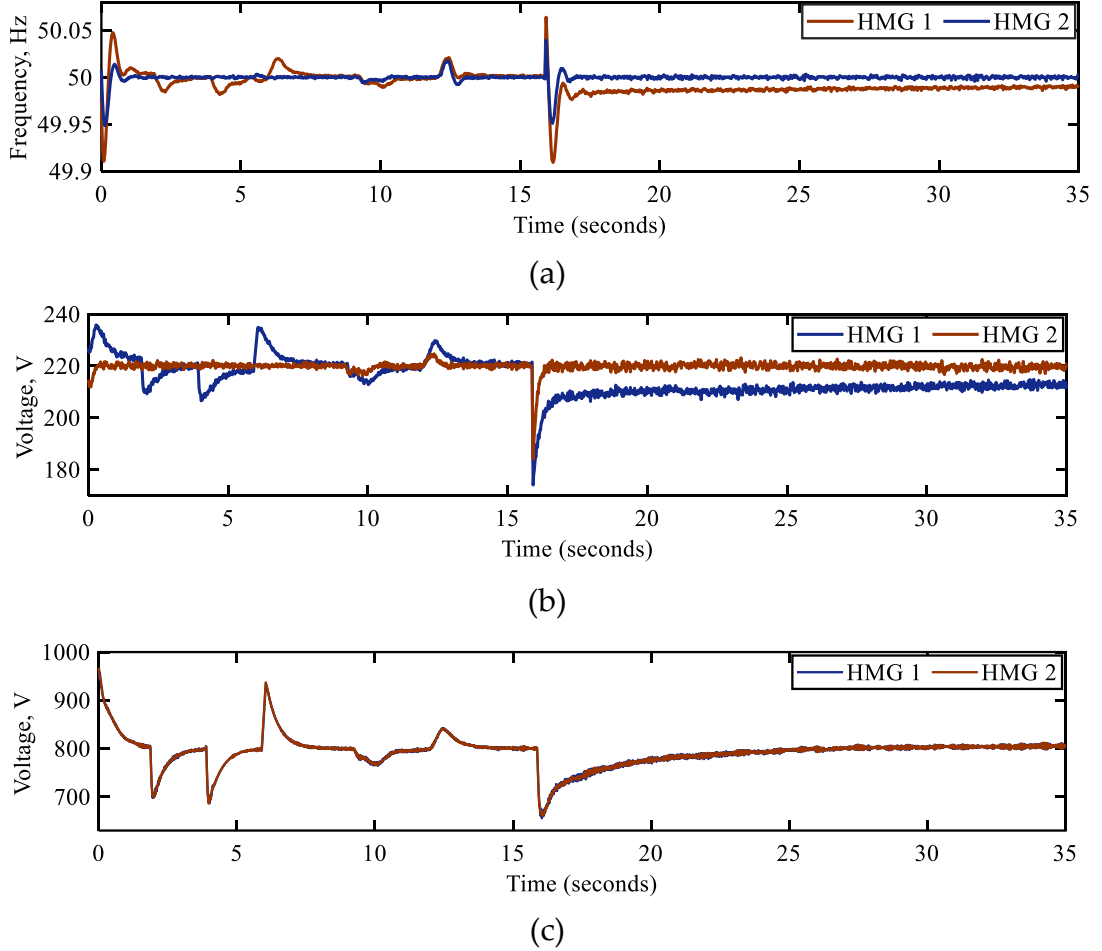 50.05
HMG 1 HMG 2
50
49.95
49.9
Frequency, Hz
0 5 10 15 20 25 30 35
Time (seconds)
(a)
240
HMG 1 HMG 2
220
200
180
Voltage, V
0 5 10 15 20 25 30 35
Time (seconds)
(b)
1000
HMG 1 HMG 2
900
800
700
Voltage, V
0 5 10 15 20 25 30 35
Time (seconds)
(c)